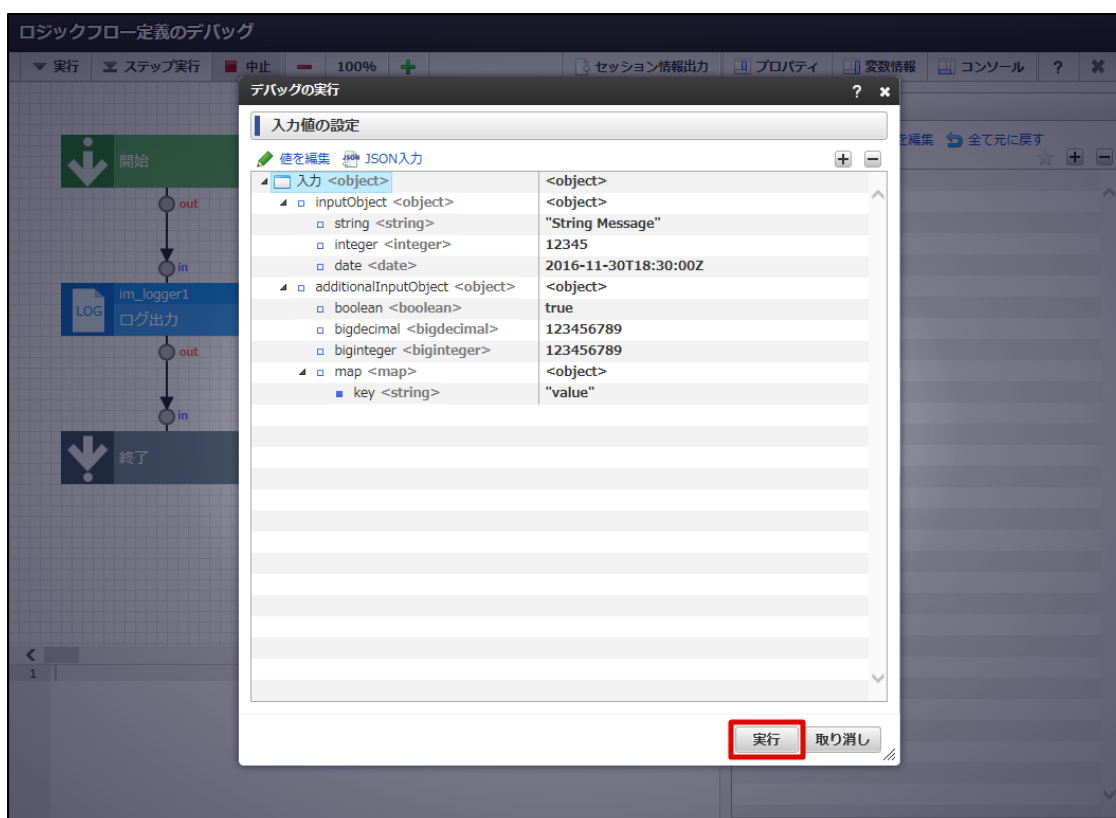 ロジックフロー定義のデバッグ
実行 ステップ実行 中止 100% セッション情報出力 プロパティ 変数情報 コンソール ?
デバッグの実行 ?
入力値の設定
値を編集 JSON JSON入力
を編集 全て元に戻す
入力 <object> <object>
inputObject <object> <object>
string <string> "String Message"
integer <integer> 12345
date <date> 2016-11-30T18:30:00Z
additionalInputObject <object> <object>
boolean <boolean> true
bigdecimal <bigdecimal> 123456789
biginteger <biginteger> 123456789
map <map> <object>
key <string> "value"
開始
out
in
im_logger1
LOG ログ出力
out
in
終了
1
実行 取り消し